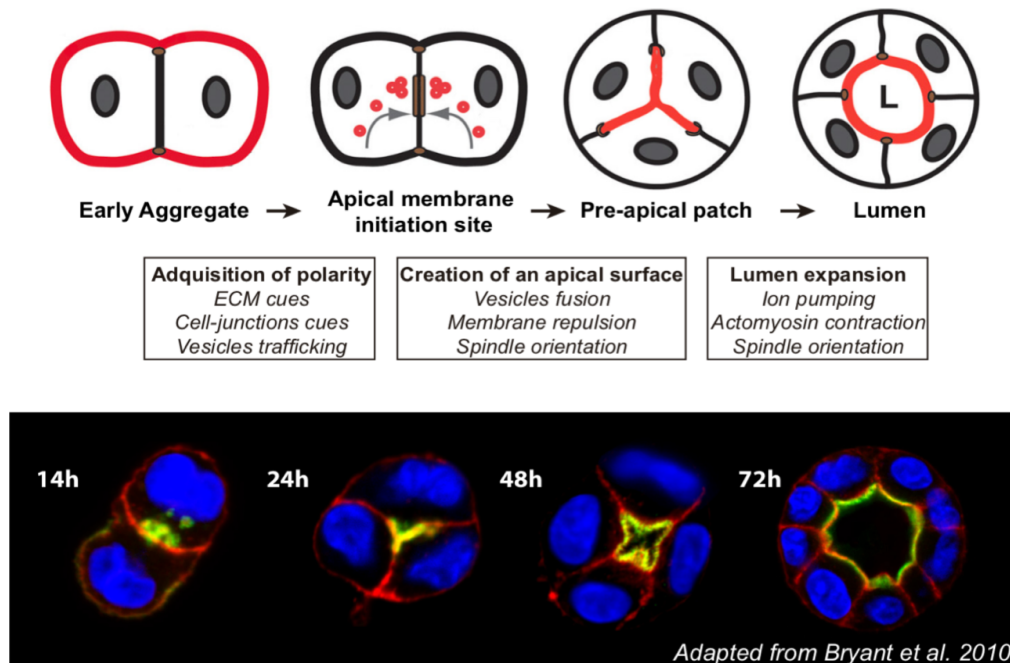 L
Early Aggregate
Apical membrane
initiation site
Pre-apical patch
Lumen
Adquisition of polarity
ECM cues
Cell-junctions cues
Vesicles trafficking
Creation of an apical surface
Vesicles fusion
Membrane repulsion
Spindle orientation
Lumen expansion
Ion pumping
Actomyosin contraction
Spindle orientation
14h
24h
48h
72h
Adapted from Bryant et al. 2010